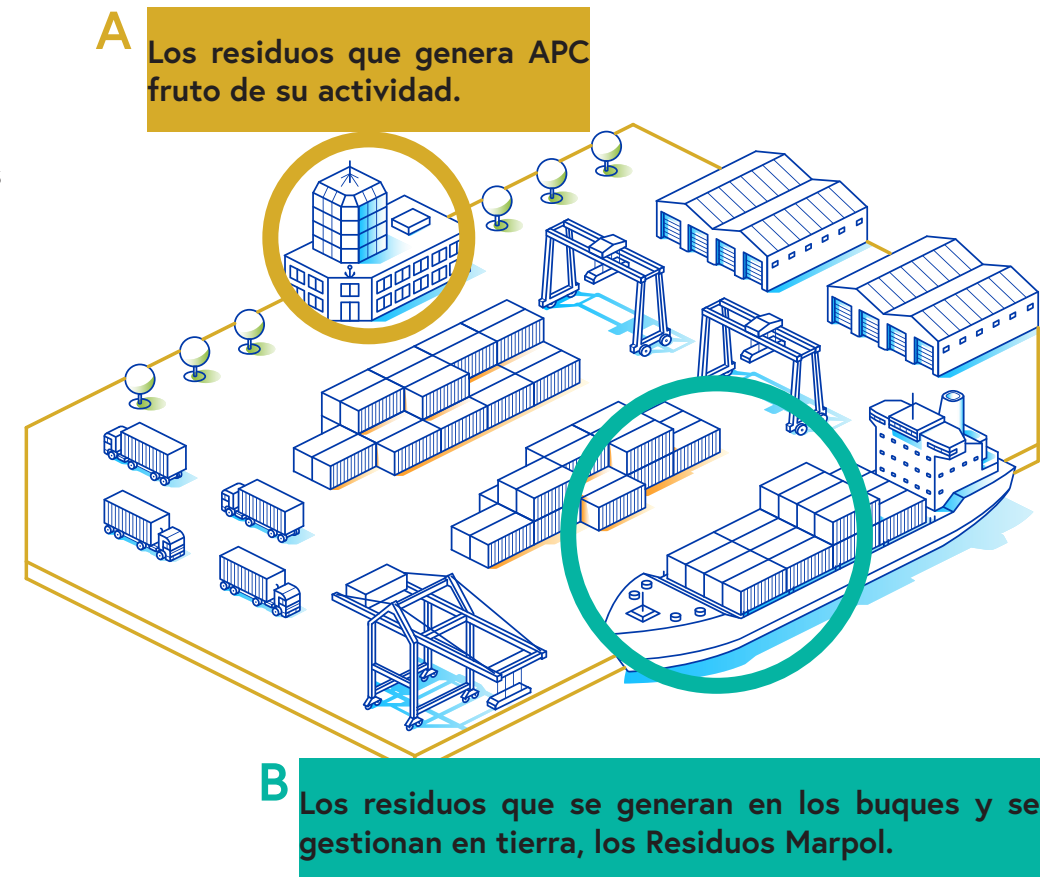 A
Los residuos que genera APC
fruto de su actividad.
B
Los residuos que se generan en los buques y se
gestionan en tierra, los Residuos Marpol.